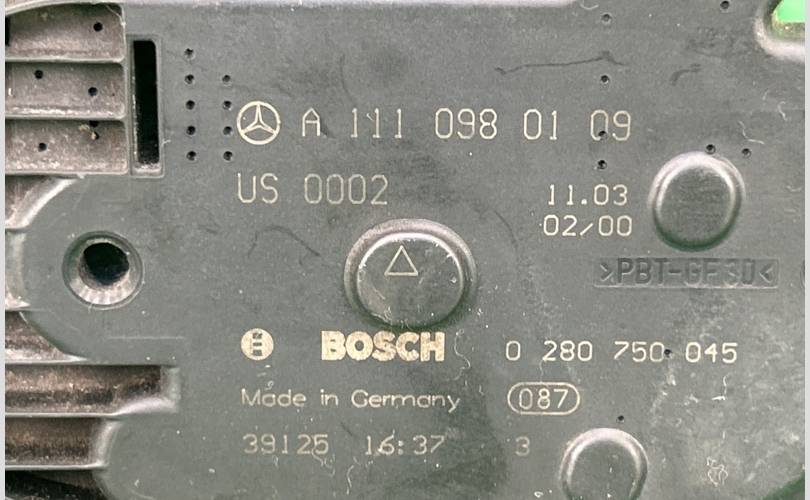 A 111 098 01 09
US 0002 11.03
02/00
>PBT-GF30<
BOSCH 0 280 750 045
Made in Germany 087
39125 16:37 3